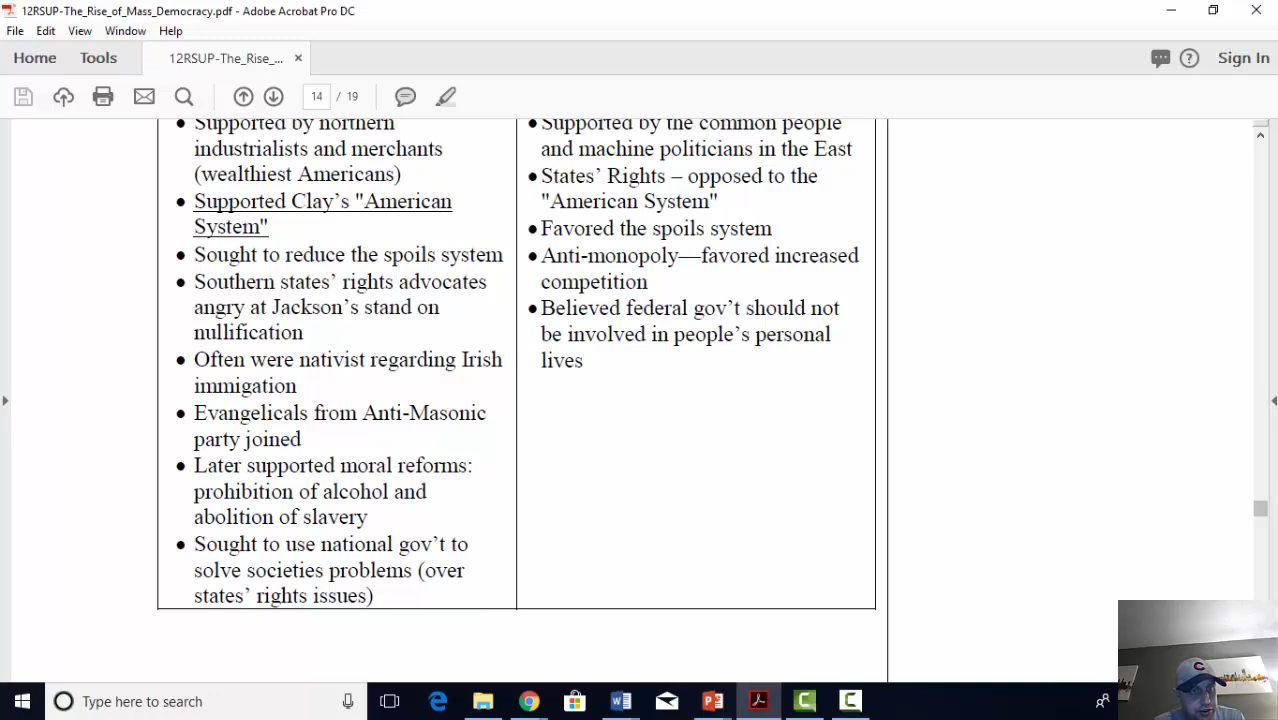 12RSUP-The_Rise_of_Mass_Democracy.pdf - Adobe Acrobat Pro DC
File Edit View Window Help
Home Tools 12RSUP-The_Rise_... × Sign In
14 / 19
• Supported by northern
industrialists and merchants
(wealthiest Americans)
• Supported Clay's "American
System"
• Sought to reduce the spoils system
• Southern states' rights advocates
angry at Jackson's stand on
nullification
• Often were nativist regarding Irish
immigation
• Evangelicals from Anti-Masonic
party joined
• Later supported moral reforms:
prohibition of alcohol and
abolition of slavery
• Sought to use national gov't to
solve societies problems (over
states' rights issues)
• Supported by the common people
and machine politicians in the East
• States' Rights – opposed to the
"American System"
• Favored the spoils system
• Anti-monopoly—favored increased
competition
• Believed federal gov't should not
be involved in people's personal
lives
Type here to search